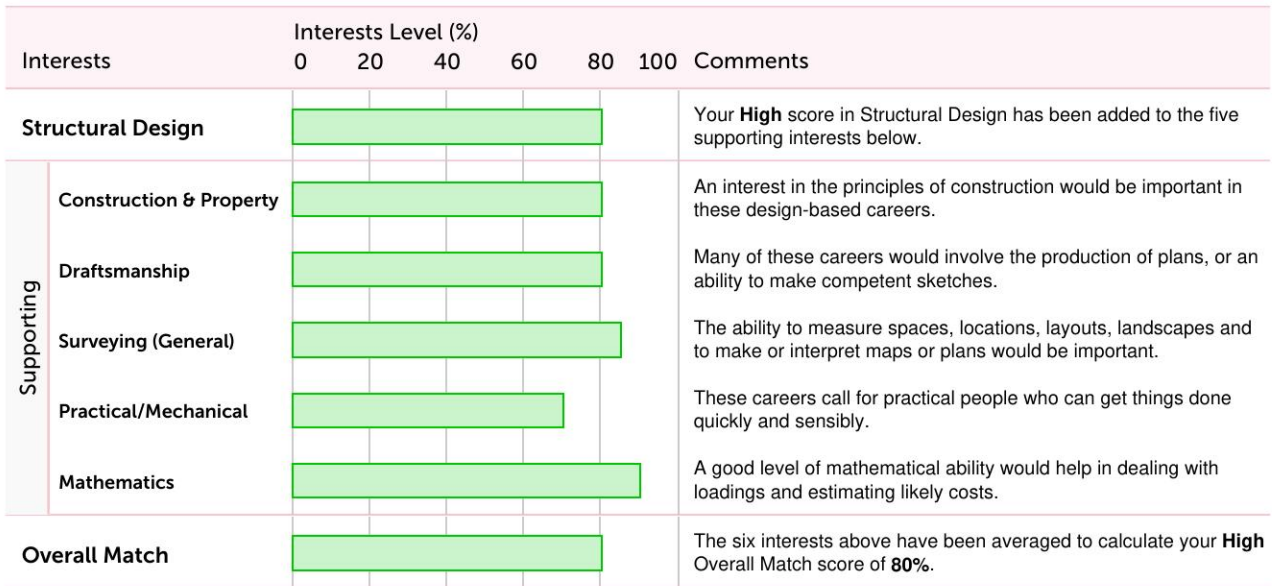 Interests Level (%)
Interests 0 20 40 60 80 100 Comments
Structural Design
Your High score in Structural Design has been added to the five
supporting interests below.
Supporting
Construction & Property
An interest in the principles of construction would be important in
these design-based careers.
Draftsmanship
Many of these careers would involve the production of plans, or an
ability to make competent sketches.
Surveying (General)
The ability to measure spaces, locations, layouts, landscapes and
to make or interpret maps or plans would be important.
Practical/Mechanical
These careers call for practical people who can get things done
quickly and sensibly.
Mathematics
A good level of mathematical ability would help in dealing with
loadings and estimating likely costs.
Overall Match
The six interests above have been averaged to calculate your High
Overall Match score of 80%.